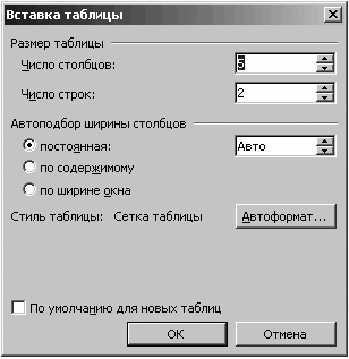 Вставка таблицы
Размер таблицы
Число столбцов: 5
Число строк: 2
Автоподбор ширины столбцов
постоянная: Авто
по содержимому
по ширине окна
Стиль таблицы: Сетка таблицы Автоформат...
По умолчанию для новых таблиц
ОК Отмена